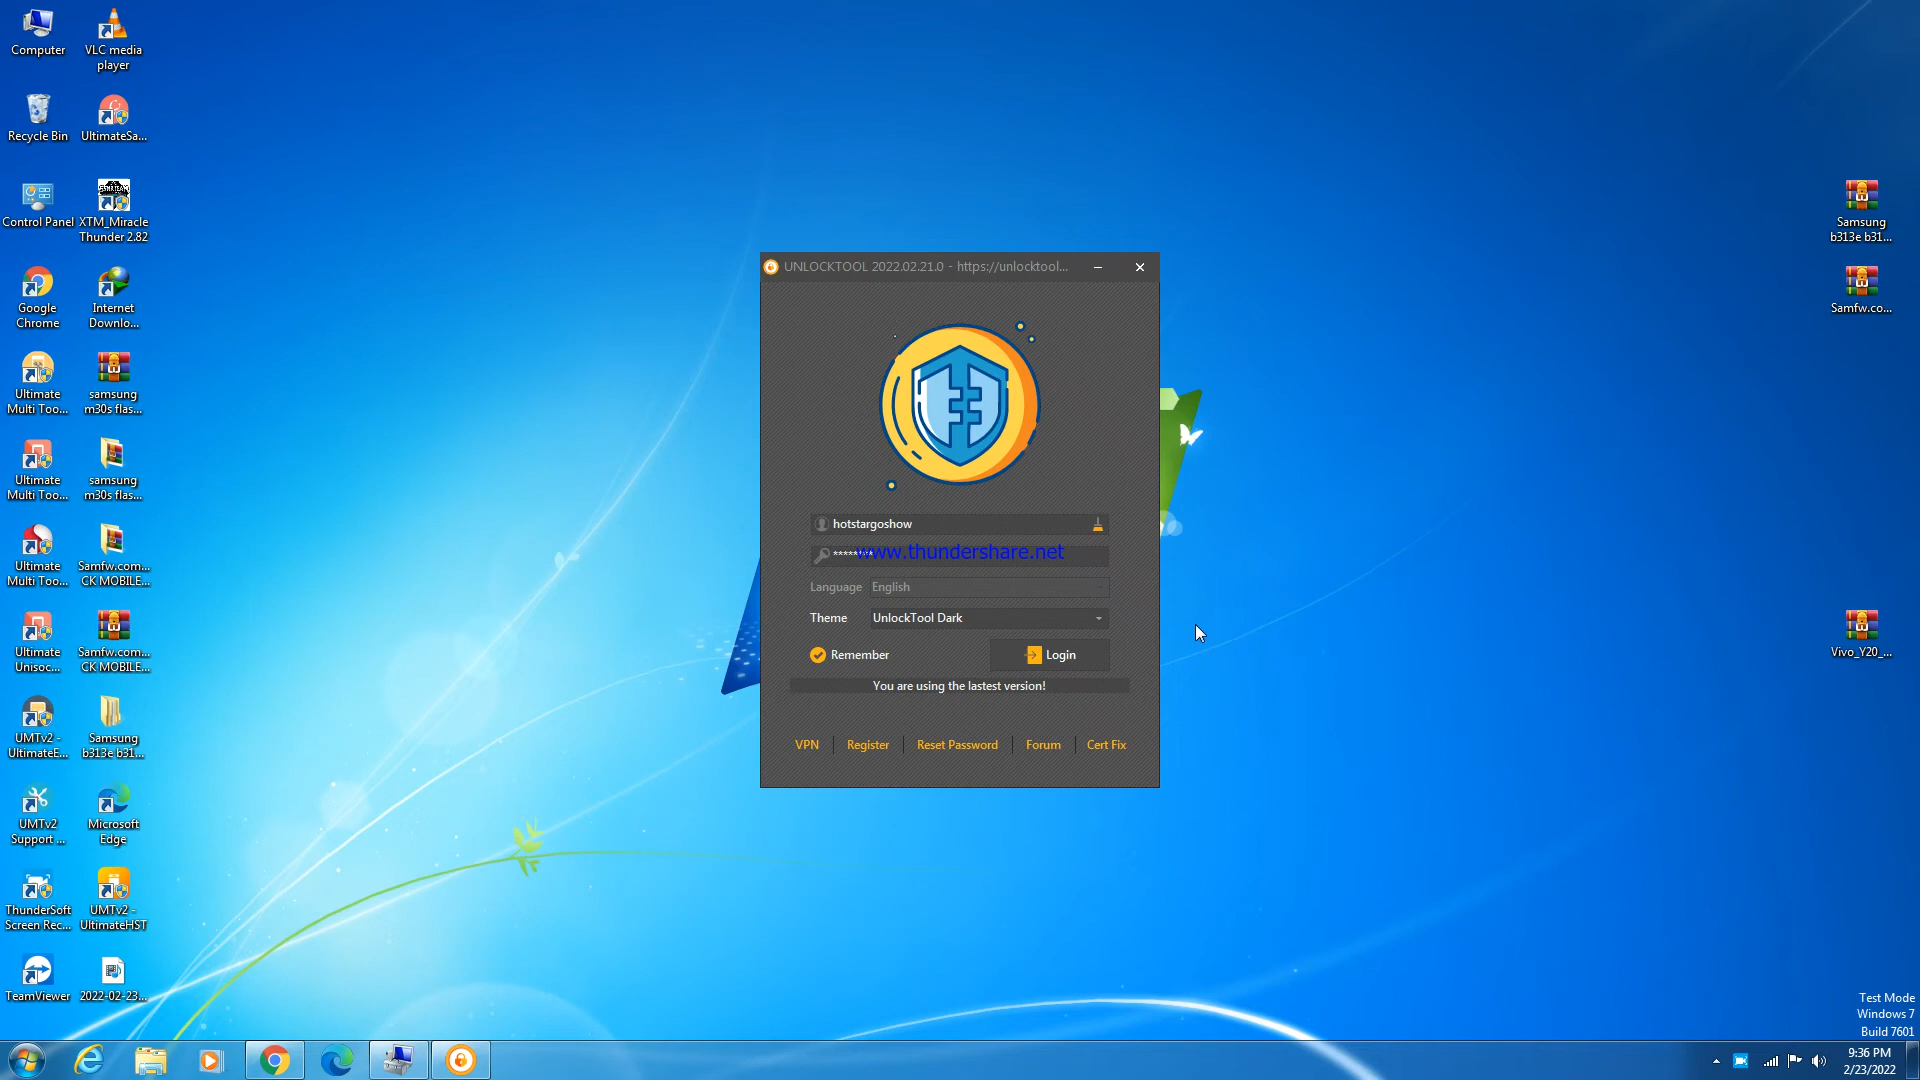 Computer
VLC media
player
Recycle Bin
UltimateSa...
Control Panel
XTM_Miracle
Thunder 2.82
Google
Chrome
Internet
Downlo...
Ultimate
Multi Too...
samsung
m30s flas...
Ultimate
Multi Too...
samsung
m30s flas...
Ultimate
Multi Too...
Samfw.com...
CK MOBILE...
Ultimate
Unisoc...
Samfw.com...
CK MOBILE...
UMTv2 -
UltimateE...
Samsung
b313e b31...
UMTv2
Support ...
Microsoft
Edge
ThunderSoft
Screen Rec...
UMTv2 -
UltimateHST
TeamViewer
2022-02-23...
UNLOCKTOOL 2022.02.21.0 - https://unlocktool...
hotstargoshow
www.thundershare.net
Language English
Theme UnlockTool Dark
Remember
Login
You are using the lastest version!
VPN
Register
Reset Password
Forum
Cert Fix
Samsung
b313e b31...
Samfw.co...
Vivo_Y20_...
Test Mode
Windows 7
Build 7601
9:36 PM
2/23/2022